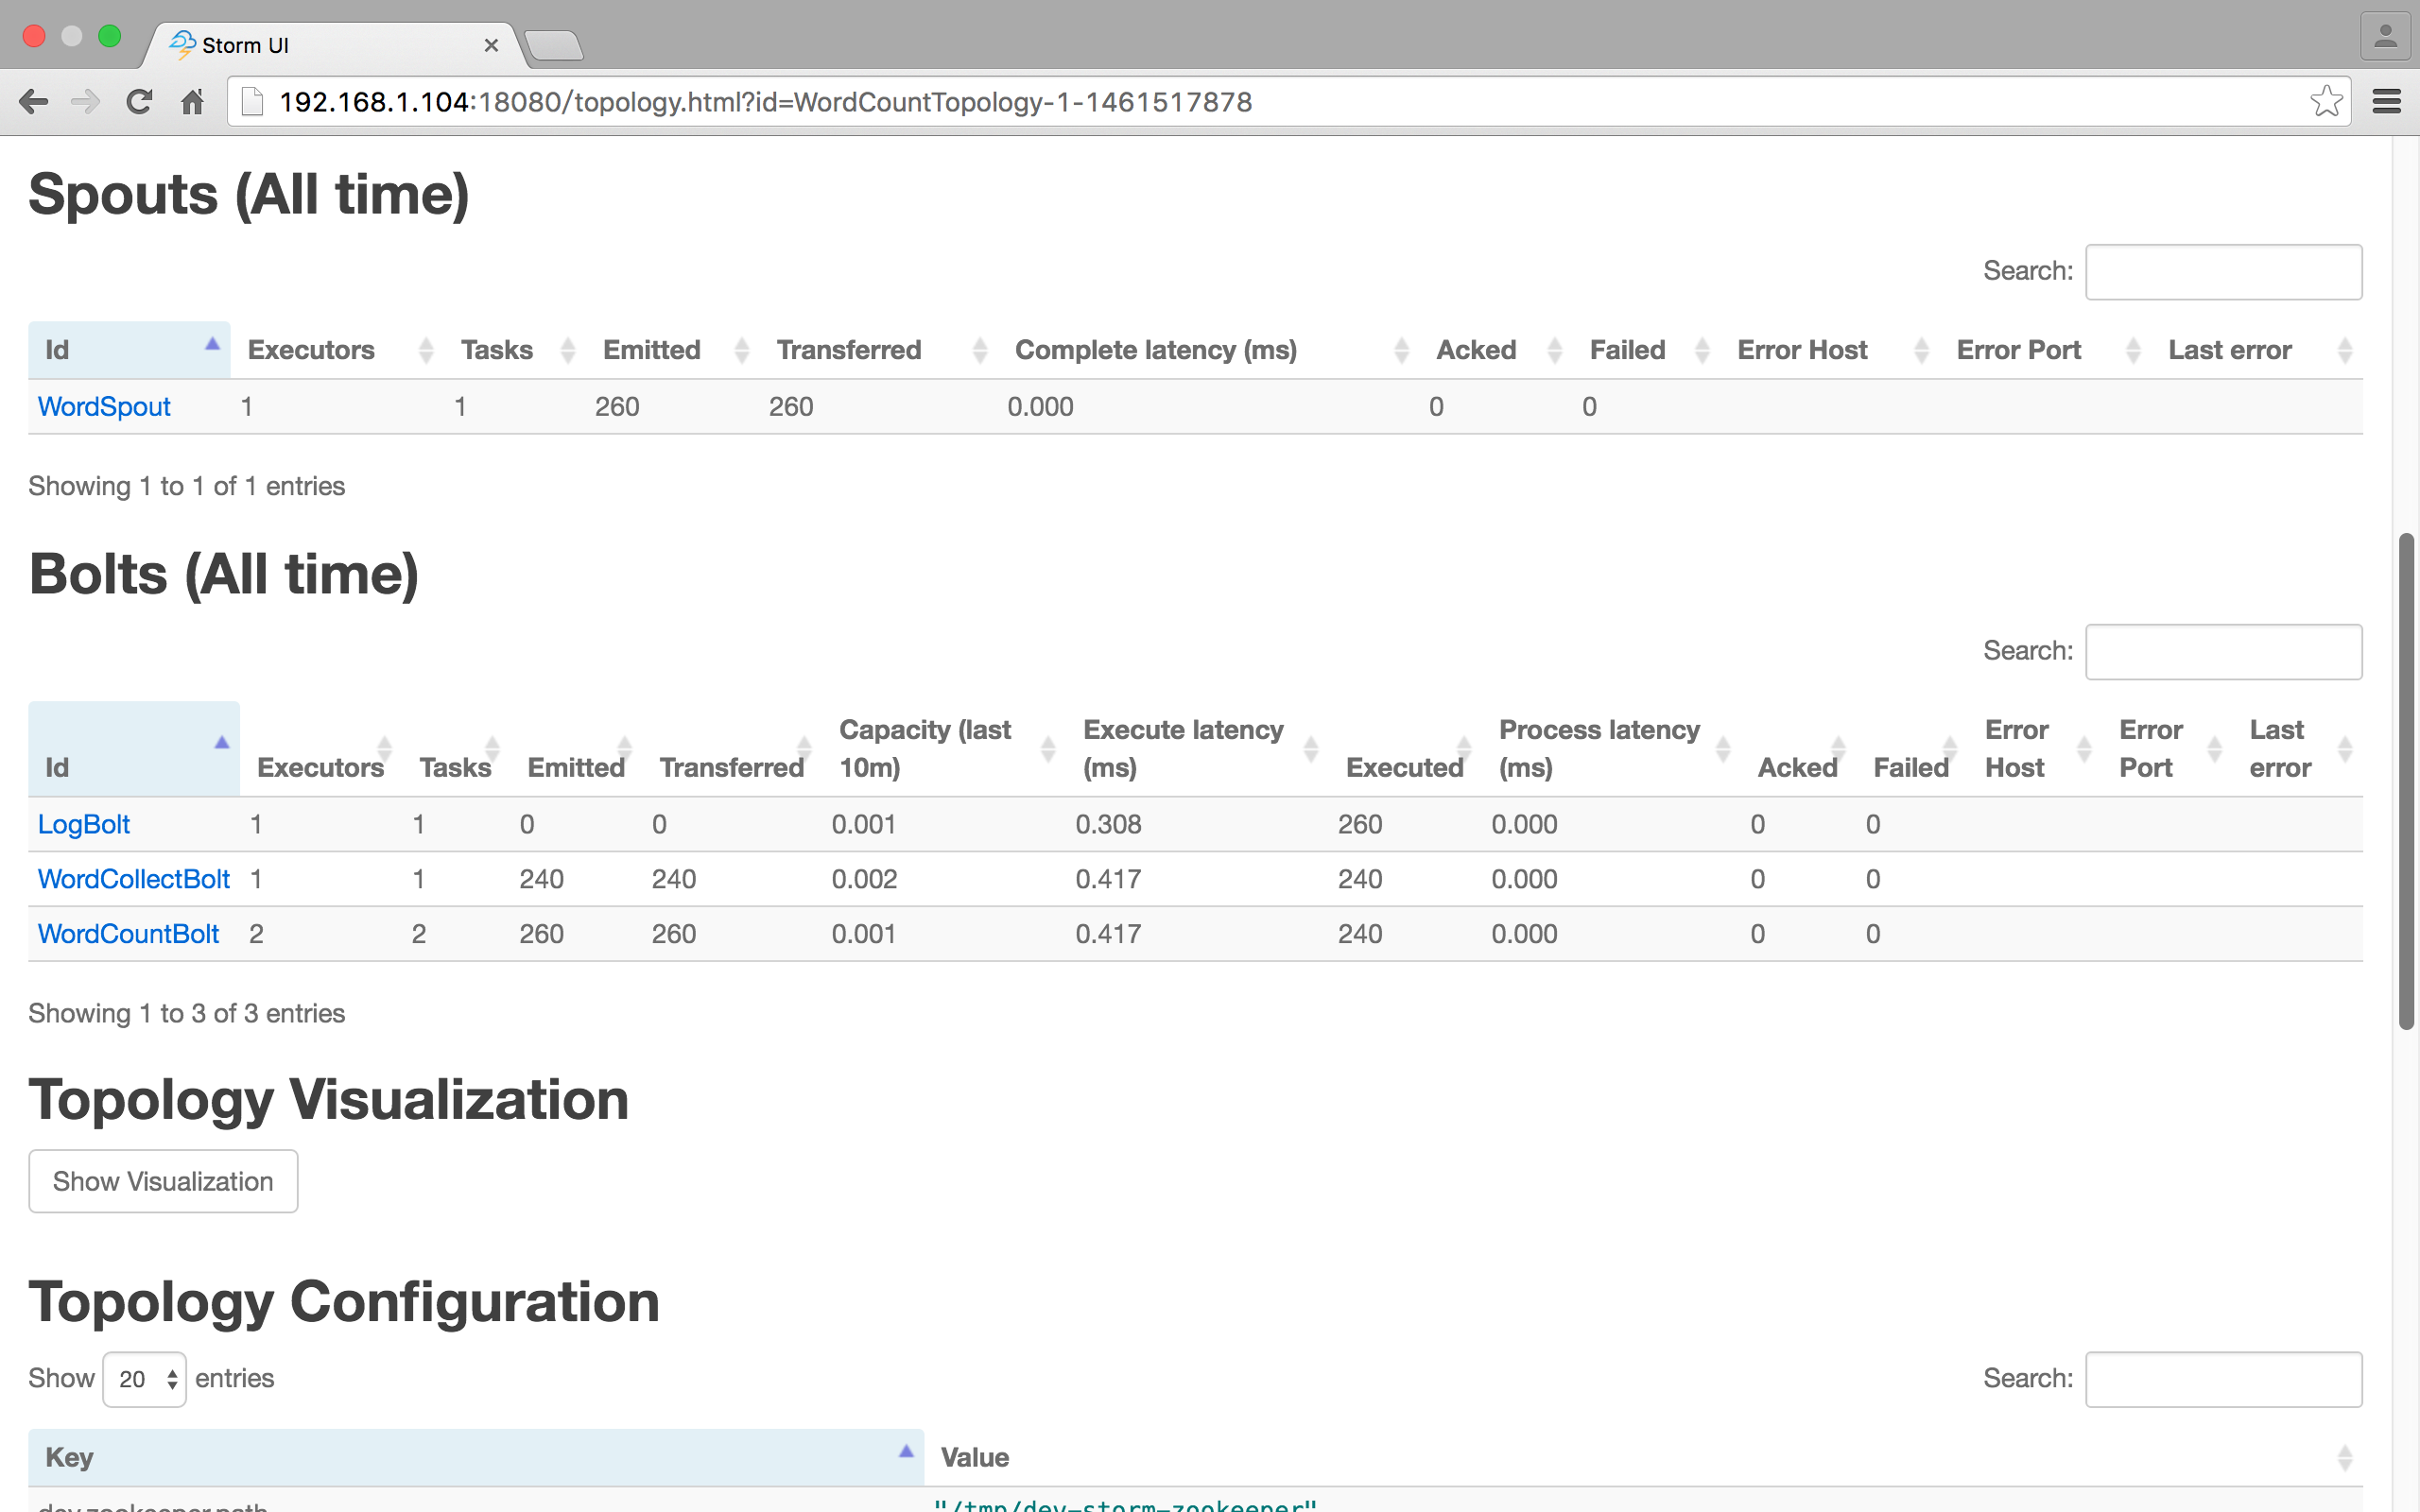 Storm UI
192.168.1.104:18080/topology.html?id=WordCountTopology-1-1461517878
Spouts (All time)
Search:
Id Executors Tasks Emitted Transferred Complete latency (ms) Acked Failed Error Host Error Port Last error
WordSpout 1 1 260 260 0.000 0 0
Showing 1 to 1 of 1 entries
Bolts (All time)
Search:
Id Executors Tasks Emitted Transferred Capacity (last 10m) Execute latency (ms) Executed Process latency (ms) Acked Failed Error Host Error Port Last error
LogBolt 1 1 0 0 0.001 0.308 260 0.000 0 0
WordCollectBolt 1 1 240 240 0.002 0.417 240 0.000 0 0
WordCountBolt 2 2 260 260 0.001 0.417 240 0.000 0 0
Showing 1 to 3 of 3 entries
Topology Visualization
Show Visualization
Topology Configuration
Show 20 entries Search:
Key Value
dev.zookeeper.path "/tmp/dev-storm-zookeeper"